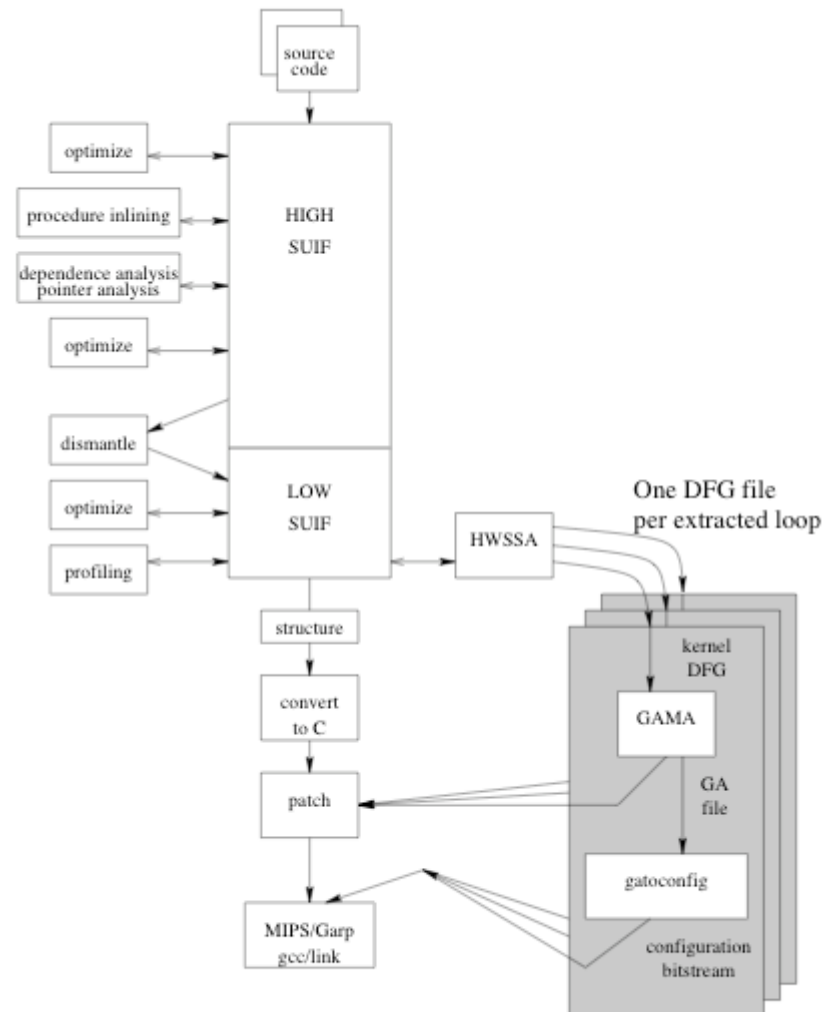 source
code
optimize
procedure inlining
HIGH
SUIF
dependence analysis
pointer analysis
optimize
dismantle
LOW
SUIF
optimize
profiling
HWSSA
One DFG file
per extracted loop
structure
kernel
DFG
convert
to C
GAMA
patch
GA
file
gatoconfig
MIPS/Garp
gcc/link
configuration
bitstream